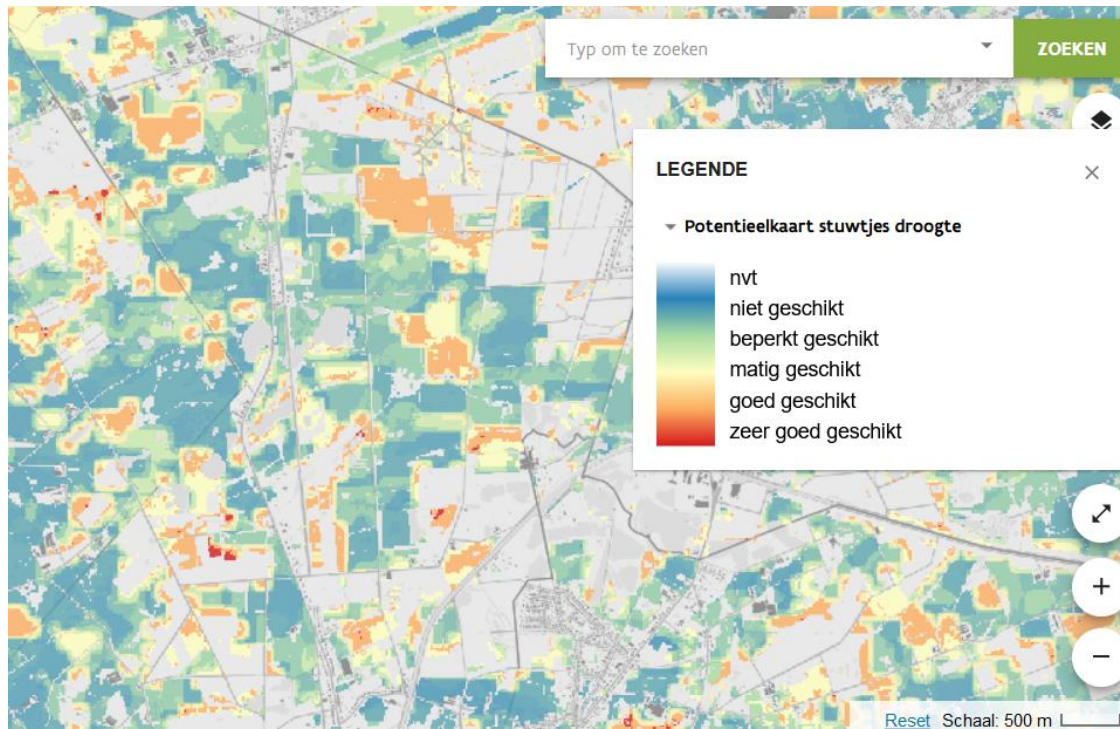 Typ om te zoeken
ZOEKEN
LEGENDE
Potentieelkaart stuwtjes droogte
nvt
niet geschikt
beperkt geschikt
matig geschikt
goed geschikt
zeer goed geschikt
Reset Schaal: 500 m